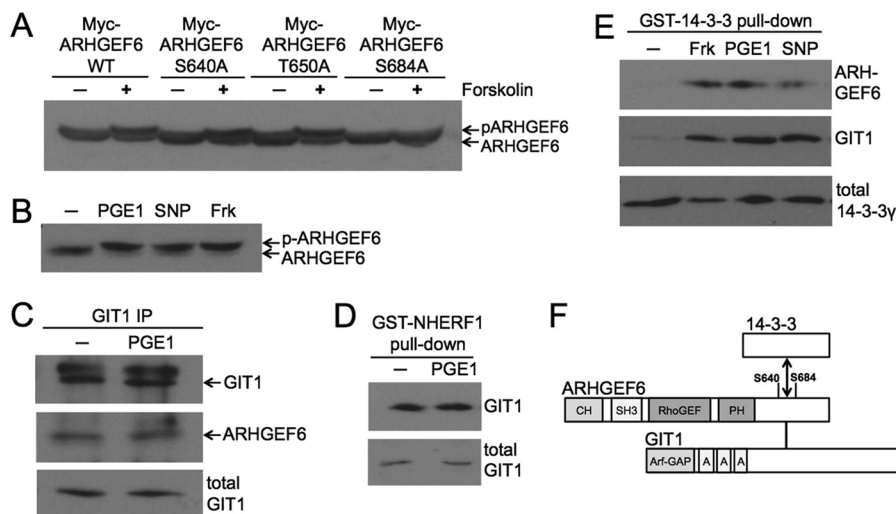 A
Myc- Myc- Myc- Myc-
ARHGEF6 ARHGEF6 ARHGEF6 ARHGEF6
WT S640A T650A S684A
– + – + – + – + Forskolin
pARHGEF6
ARHGEF6
B
– PGE1 SNP Frk
p-ARHGEF6
ARHGEF6
C
GIT1 IP
– PGE1
GIT1
ARHGEF6
total
GIT1
D
GST-NHERF1
pull-down
– PGE1
GIT1
total
GIT1
E
GST-14-3-3 pull-down
– Frk PGE1 SNP
ARH-
GEF6
GIT1
total
14-3-3γ
F
14-3-3
S640 S684
ARHGEF6
CH SH3 RhoGEF PH
GIT1
Arf-GAP A A A